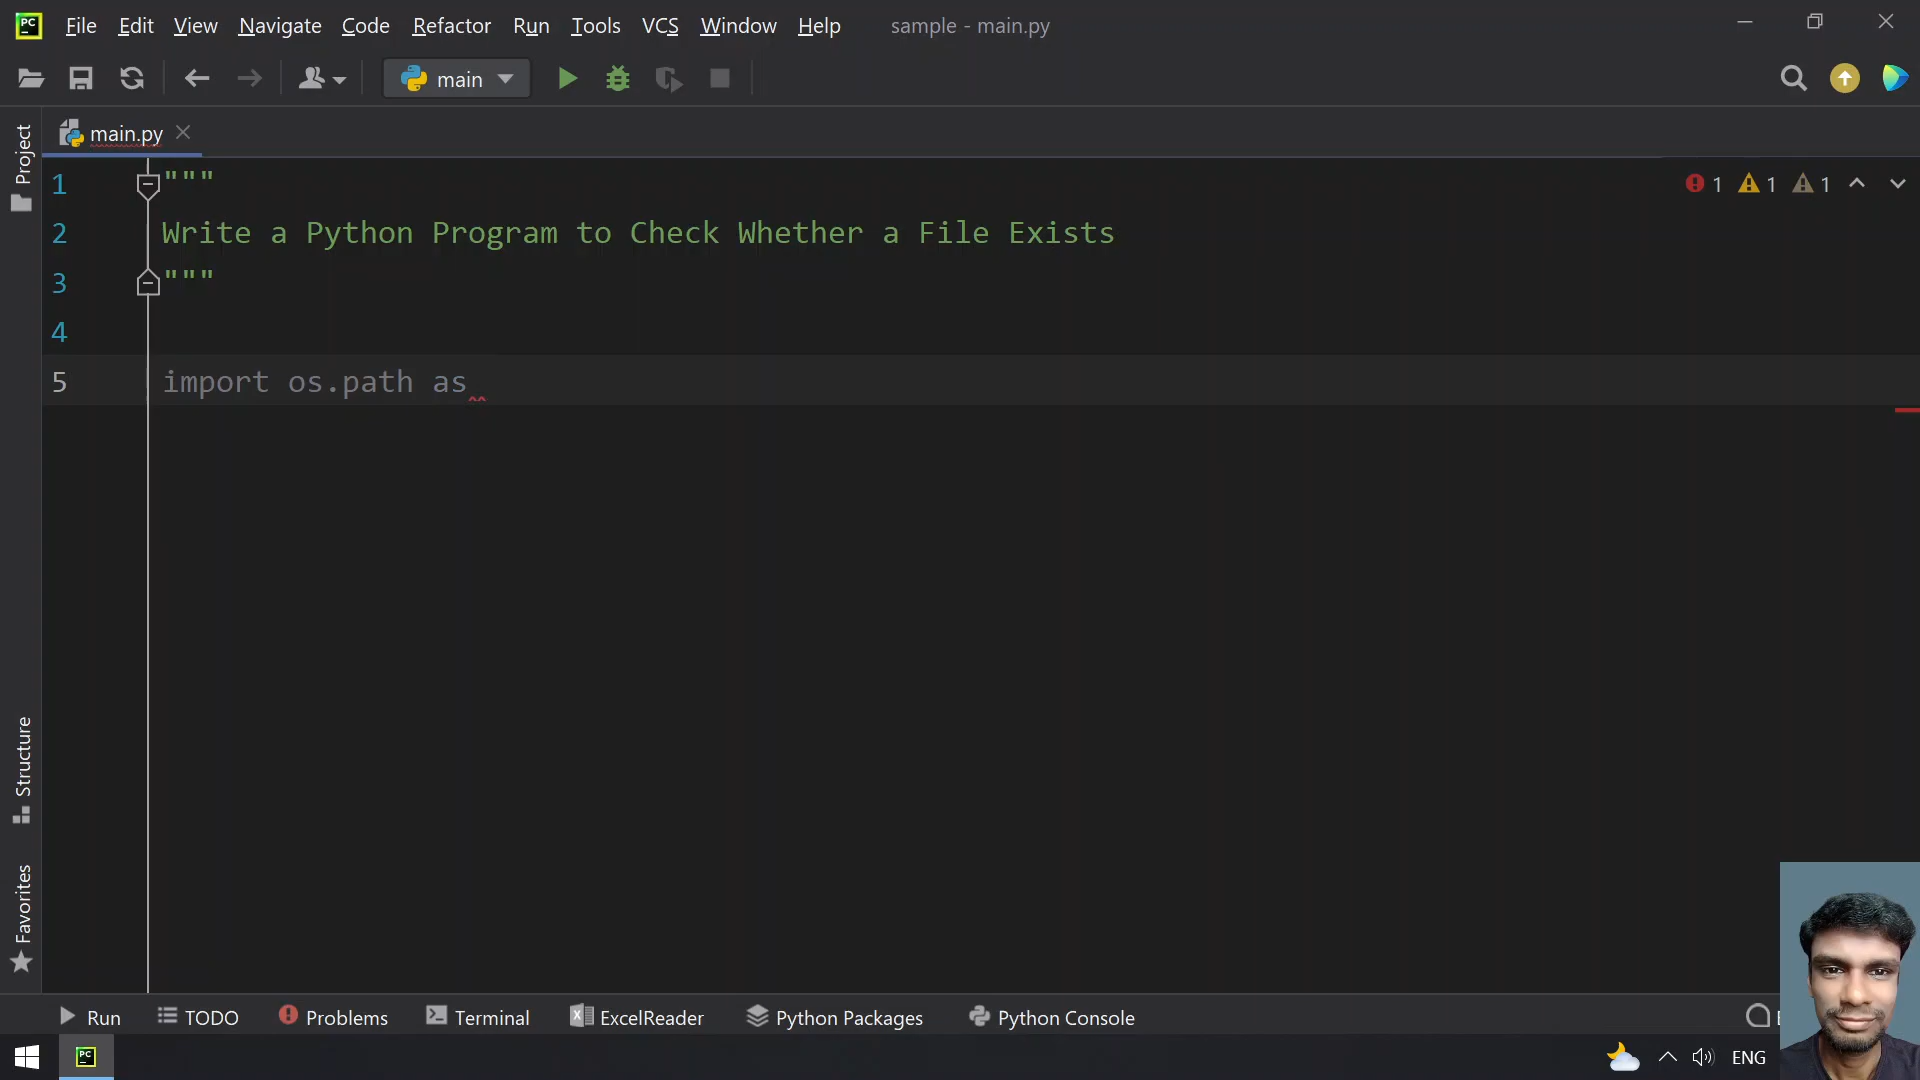 File Edit View Navigate Code Refactor Run Tools VCS Window Help sample - main.py
main
main.py
Project
1 """
2 Write a Python Program to Check Whether a File Exists
3 """
4
5 import os.path as
1 1 1
Structure
Favorites
Run TODO Problems Terminal ExcelReader Python Packages Python Console
ENG